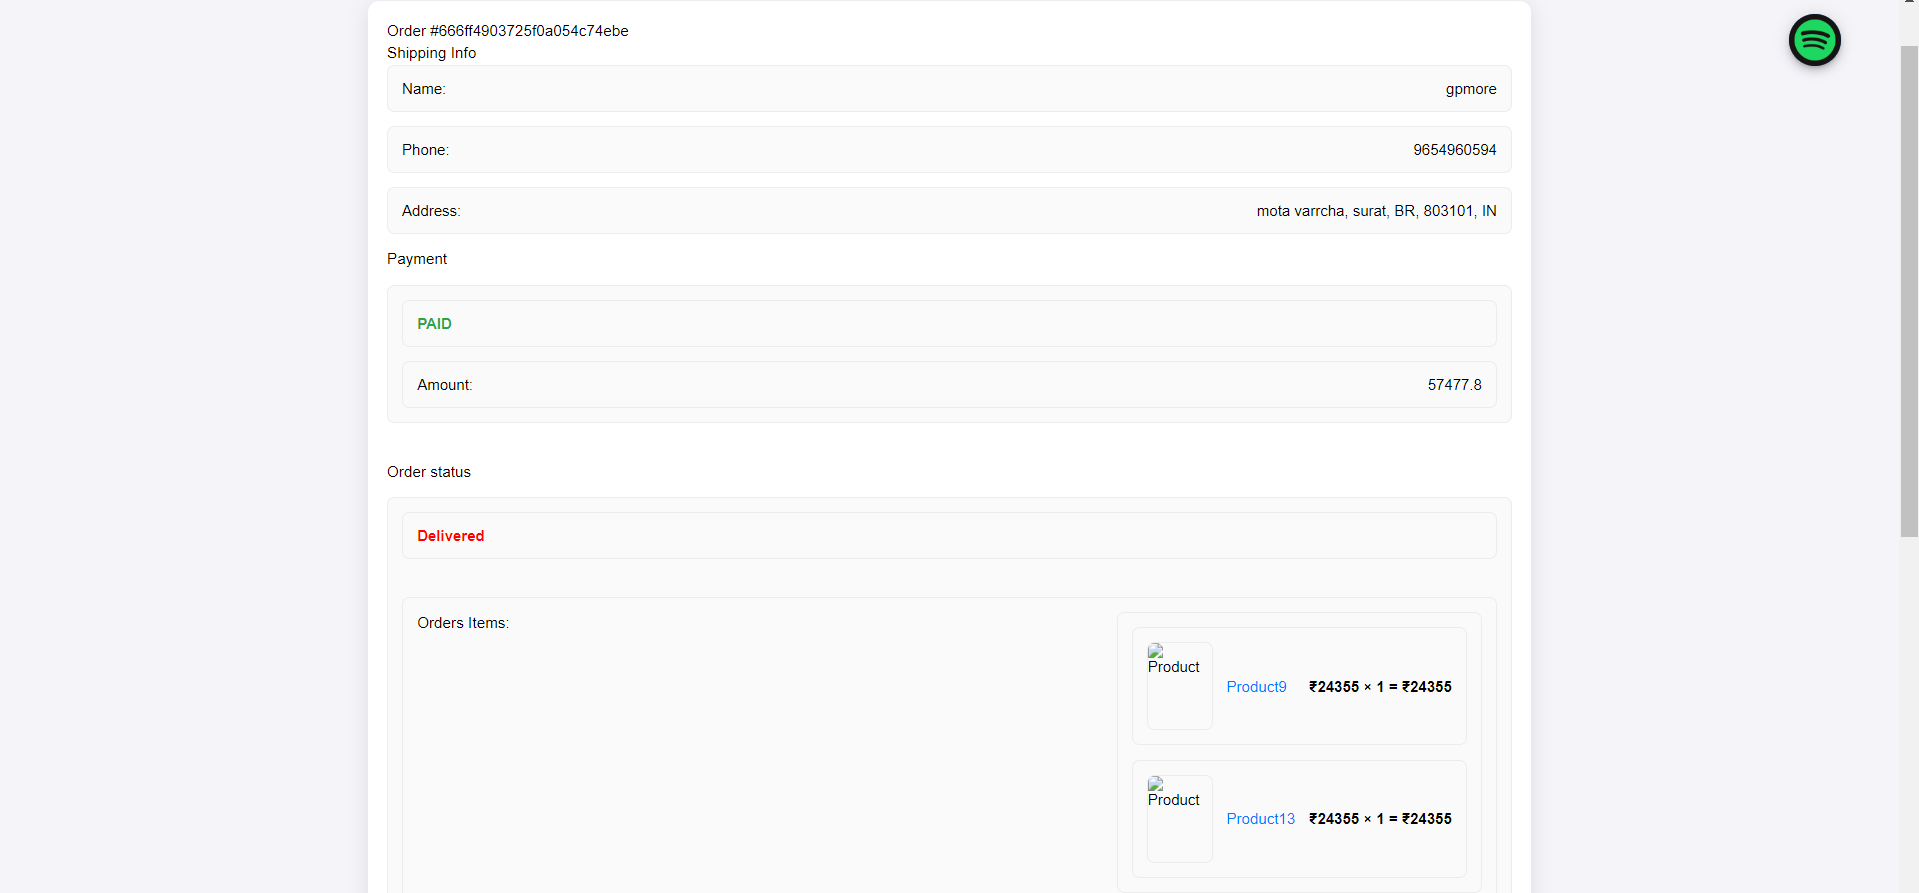 Order #666ff4903725f0a054c74ebe
Shipping Info
Name: gpmore
Phone: 9654960594
Address: mota varrcha, surat, BR, 803101, IN
Payment
PAID
Amount: 57477.8
Order status
Delivered
Orders Items:
Product
Product9 ₹24355 × 1 = ₹24355
Product
Product13 ₹24355 × 1 = ₹24355